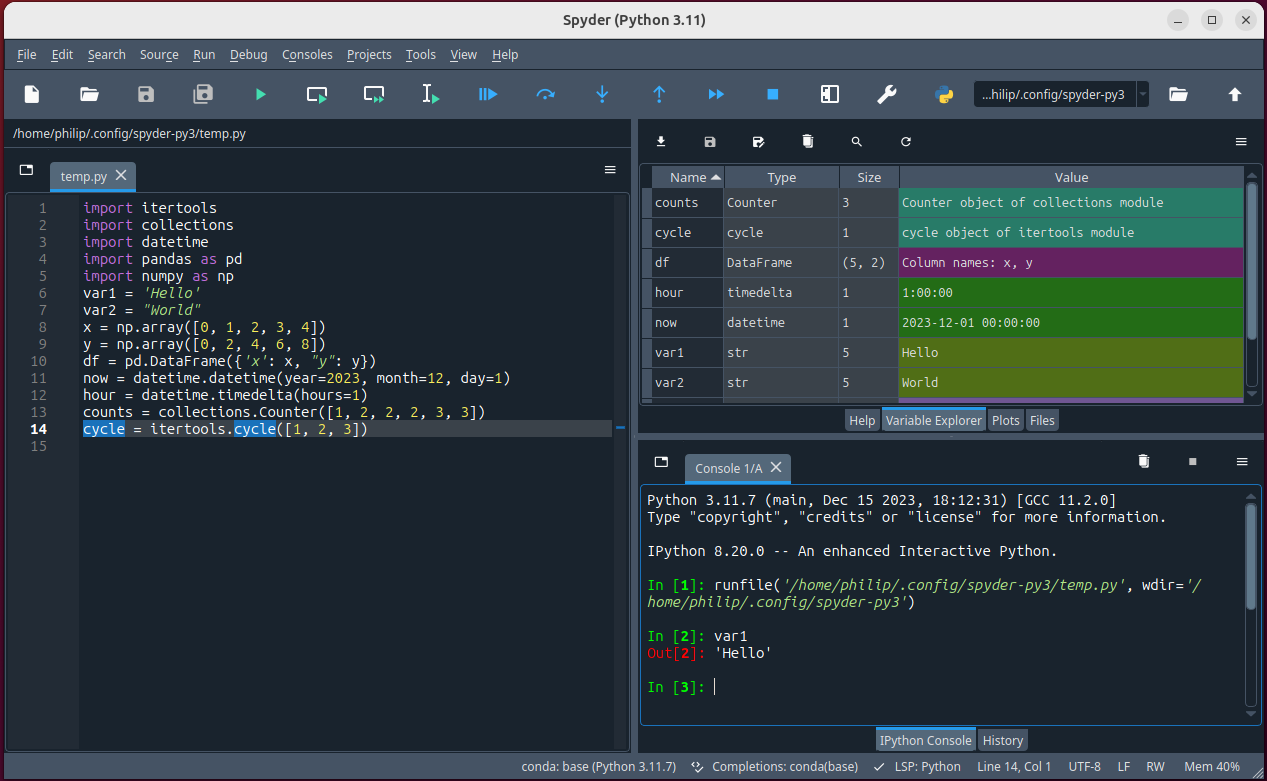 Spyder (Python 3.11)
File Edit Search Source Run Debug Consoles Projects Tools View Help
...hilip/.config/spyder-py3
/home/philip/.config/spyder-py3/temp.py
temp.py
1 import itertools
2 import collections
3 import datetime
4 import pandas as pd
5 import numpy as np
6 var1 = 'Hello'
7 var2 = "World"
8 x = np.array([0, 1, 2, 3, 4])
9 y = np.array([0, 2, 4, 6, 8])
10 df = pd.DataFrame({'x': x, "y": y})
11 now = datetime.datetime(year=2023, month=12, day=1)
12 hour = datetime.timedelta(hours=1)
13 counts = collections.Counter([1, 2, 2, 2, 3, 3])
14 cycle = itertools.cycle([1, 2, 3])
15
Name Type Size Value
counts Counter 3 Counter object of collections module
cycle cycle 1 cycle object of itertools module
df DataFrame (5, 2) Column names: x, y
hour timedelta 1 1:00:00
now datetime 1 2023-12-01 00:00:00
var1 str 5 Hello
var2 str 5 World
Help Variable Explorer Plots Files
Console 1/A
Python 3.11.7 (main, Dec 15 2023, 18:12:31) [GCC 11.2.0]
Type "copyright", "credits" or "license" for more information.
IPython 8.20.0 -- An enhanced Interactive Python.
In [1]: runfile('/home/philip/.config/spyder-py3/temp.py', wdir='/
home/philip/.config/spyder-py3')
In [2]: var1
Out[2]: 'Hello'
In [3]:
IPython Console History
conda: base (Python 3.11.7) Completions: conda(base) LSP: Python Line 14, Col 1 UTF-8 LF RW Mem 40%